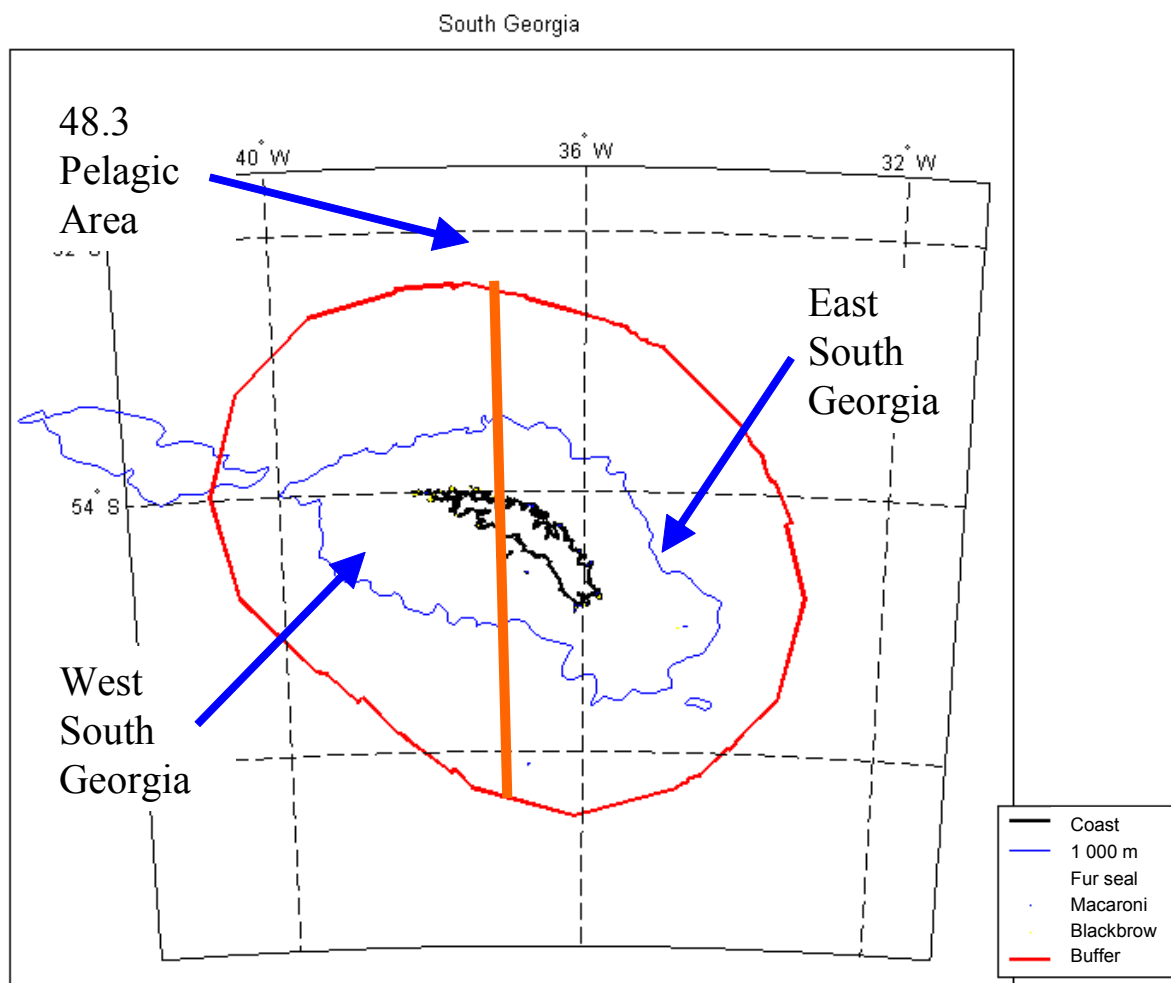 South Georgia
48.3
Pelagic
Area
40° W
36° W
32° W
East
South
Georgia
54° S
West
South
Georgia
Coast
1 000 m
Fur seal
Macaroni
Blackbrow
Buffer